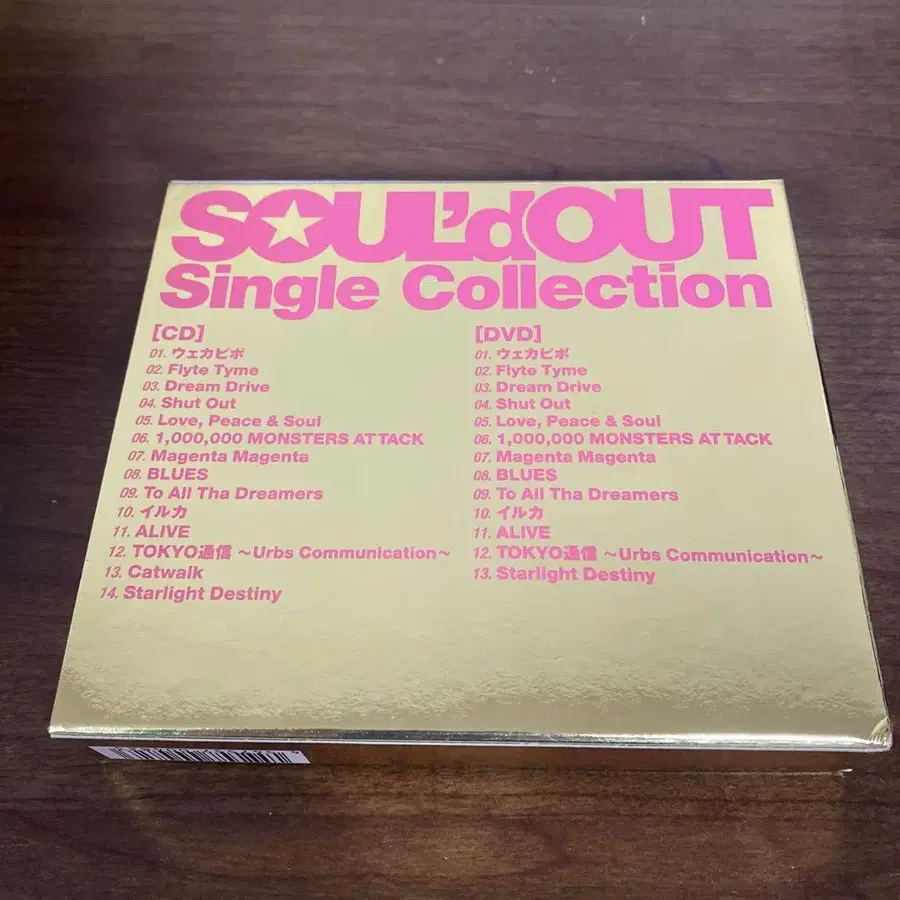 SOUL'dOUT
Single Collection
[CD]
01. ウェカピポ
02. Flyte Tyme
03. Dream Drive
04. Shut Out
05. Love, Peace & Soul
06. 1,000,000 MONSTERS ATTACK
07. Magenta Magenta
08. BLUES
09. To All Tha Dreamers
10. イルカ
11. ALIVE
12. TOKYO通信 ～Urbs Communication～
13. Catwalk
14. Starlight Destiny
[DVD]
01. ウェカピポ
02. Flyte Tyme
03. Dream Drive
04. Shut Out
05. Love, Peace & Soul
06. 1,000,000 MONSTERS ATTACK
07. Magenta Magenta
08. BLUES
09. To All Tha Dreamers
10. イルカ
11. ALIVE
12. TOKYO通信 ～Urbs Communication～
13. Starlight Destiny